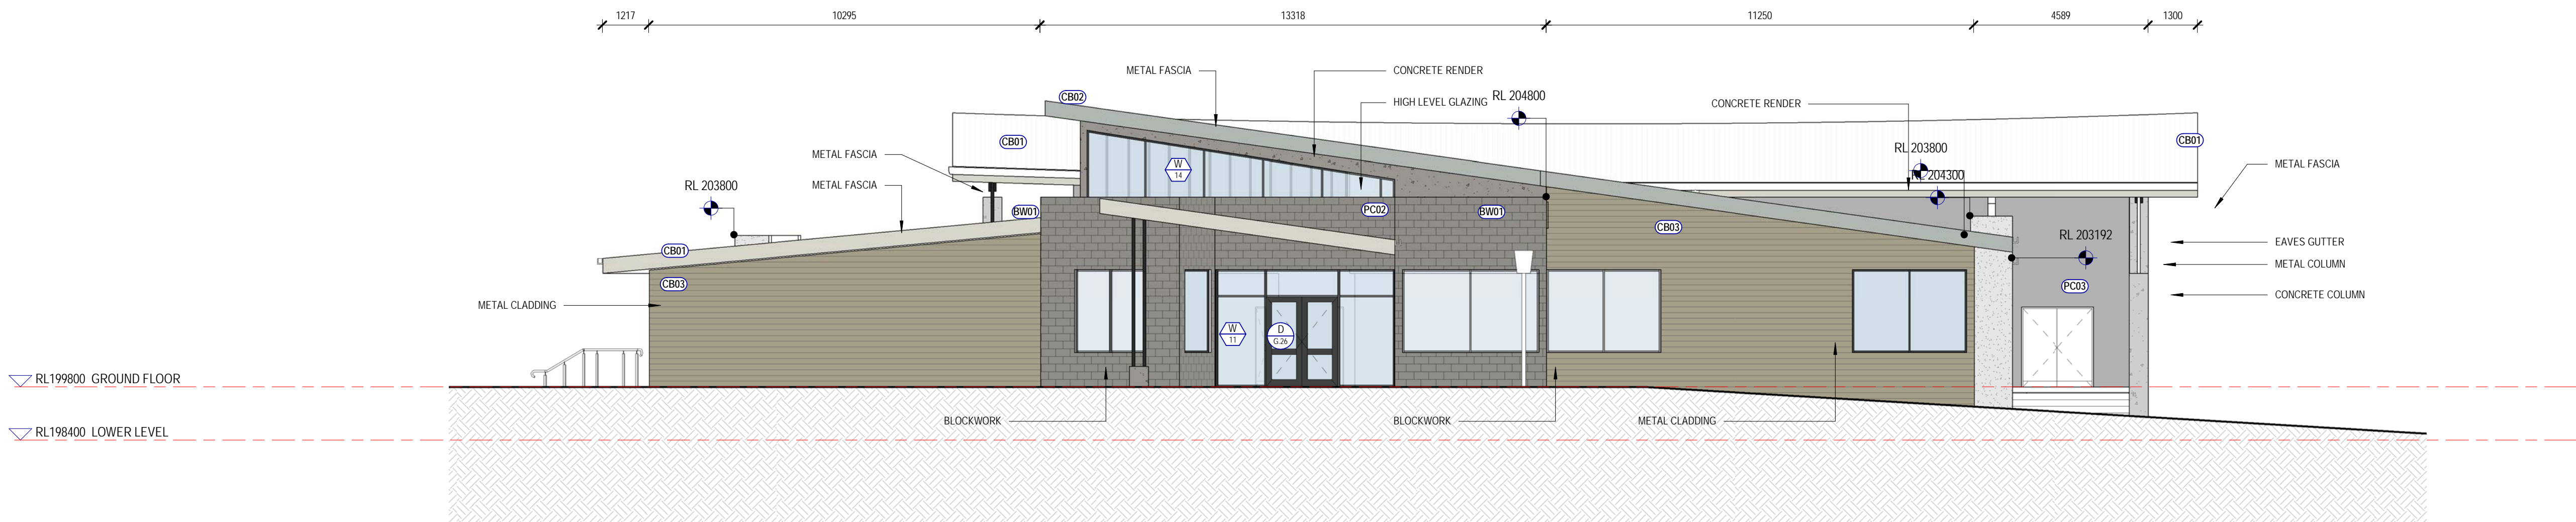 1217
10295
13318
11250
4589
1300
METAL FASCIA
CONCRETE RENDER
CB02
HIGH LEVEL GLAZING
RL 204800
CONCRETE RENDER
CB01
CB01
RL 203800
METAL FASCIA
METAL FASCIA
W
14
RL 204300
METAL FASCIA
RL 203800
BW01
PC02
BW01
CB03
RL 203192
EAVES GUTTER
CB01
METAL COLUMN
CB03
PC03
METAL CLADDING
CONCRETE COLUMN
W
11
D
G.26
RL199800 GROUND FLOOR
BLOCKWORK
BLOCKWORK
METAL CLADDING
RL198400 LOWER LEVEL